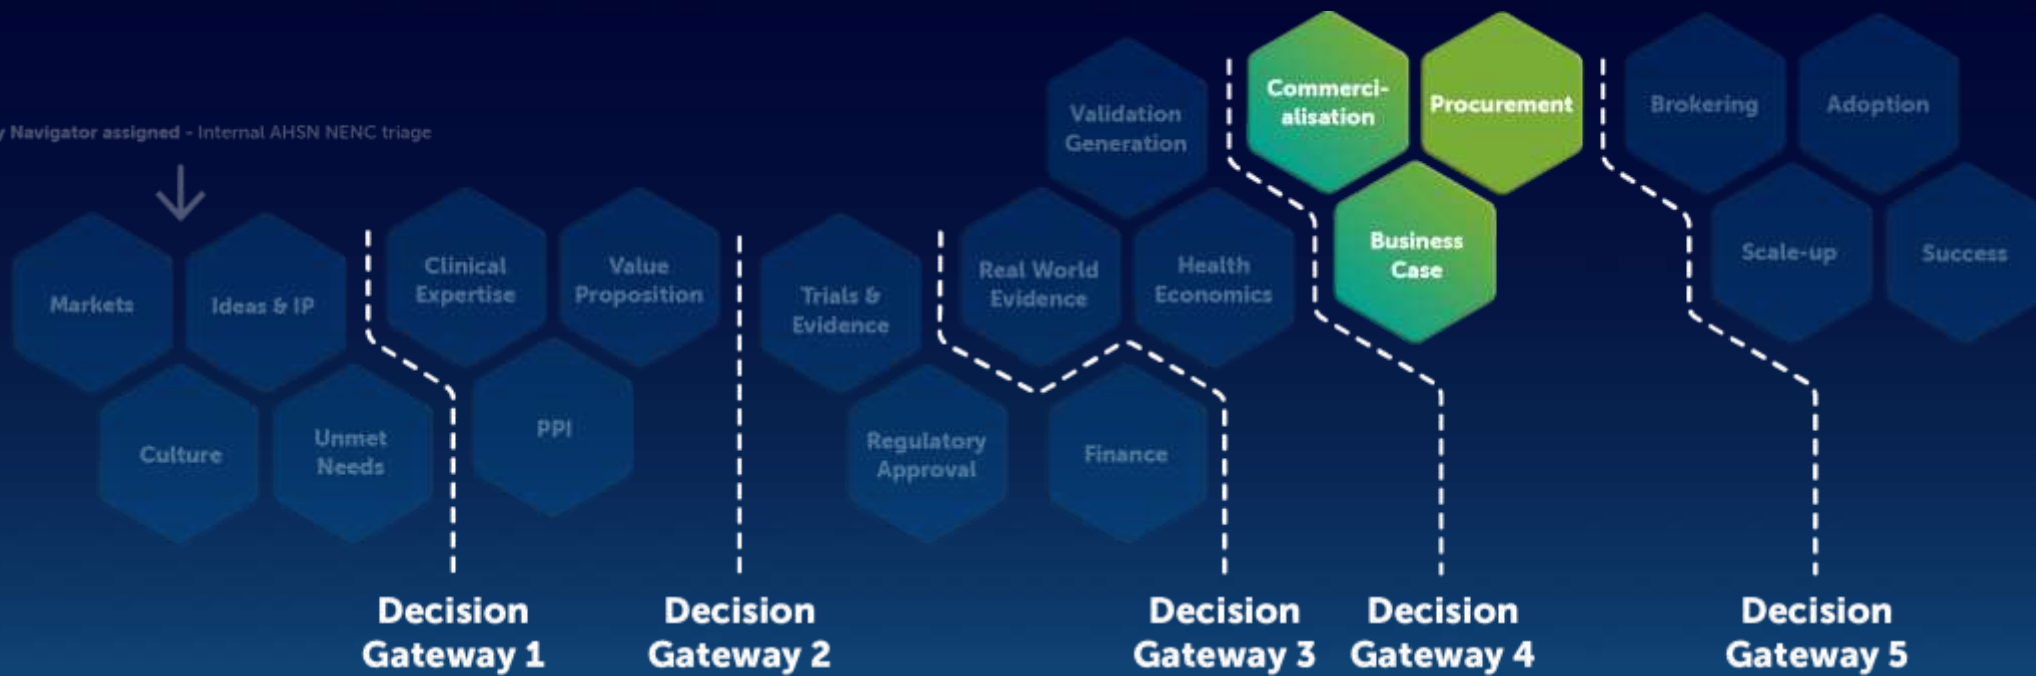 y Navigator assigned - Internal AHSN NENC triage
Markets
Ideas & IP
Culture
Unmet
Needs
Clinical
Expertise
Value
Proposition
PPI
Trials &
Evidence
Regulatory
Approval
Finance
Validation
Generation
Real World
Evidence
Health
Economics
Commerci-
alisation
Procurement
Business
Case
Brokering
Adoption
Scale-up
Success
Decision
Gateway 1
Decision
Gateway 2
Decision
Gateway 3
Decision
Gateway 4
Decision
Gateway 5